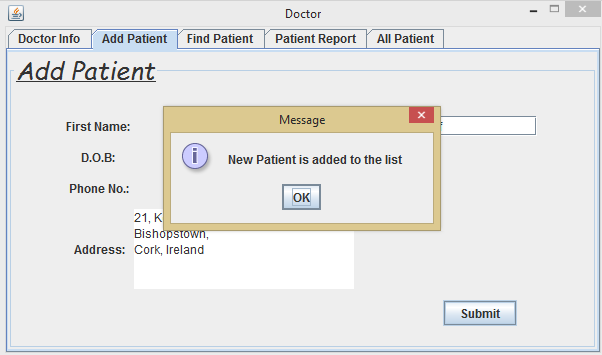 Doctor
Doctor Info Add Patient Find Patient Patient Report All Patient
Add Patient
Message
First Name:
New Patient is added to the list
D.O.B:
OK
Phone No.:
21, K
Bishopstown,
Address: Cork, Ireland
Submit